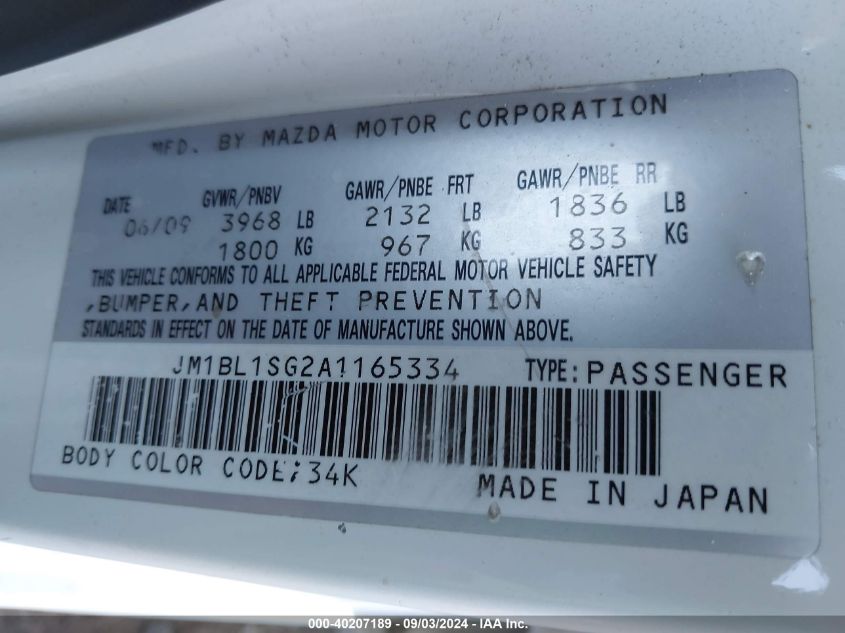 MFD. BY MAZDA MOTOR CORPORATION
DATE GVWR/PNBV GAWR/PNBE FRT GAWR/PNBE RR
06/09 3968 LB 2132 LB 1836 LB
1800 KG 967 KG 833 KG
THIS VEHICLE CONFORMS TO ALL APPLICABLE FEDERAL MOTOR VEHICLE SAFETY
,BUMPER,AND THEFT PREVENTION
STANDARDS IN EFFECT ON THE DATE OF MANUFACTURE SHOWN ABOVE.
JM1BL1SG2A1165334 TYPE:PASSENGER
BODY COLOR CODE;34K
MADE IN JAPAN
000-40207189 - 09/03/2024 - IAAI.COM